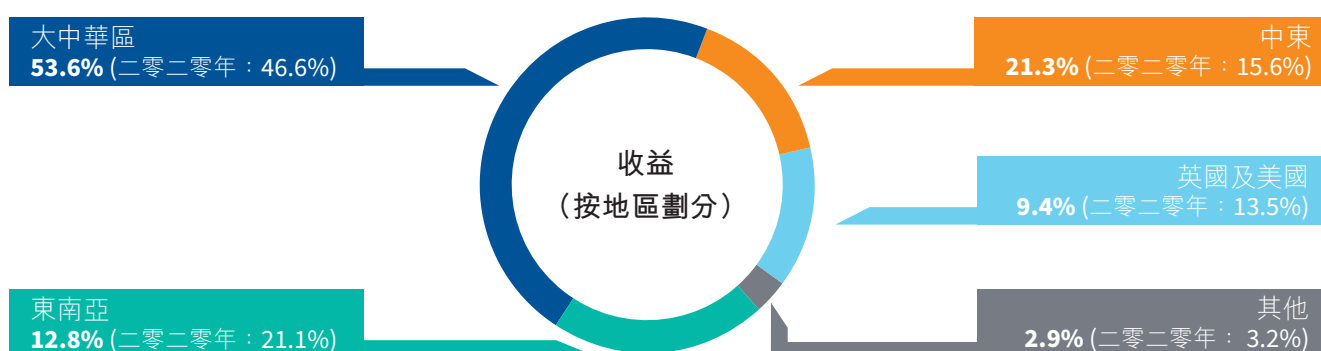 大中華區
53.6% (二零二零年：46.6%)
中東
21.3% (二零二零年：15.6%)
收益
（按地區劃分）
英國及美國
9.4% (二零二零年：13.5%)
東南亞
12.8% (二零二零年：21.1%)
其他
2.9% (二零二零年： 3.2%)